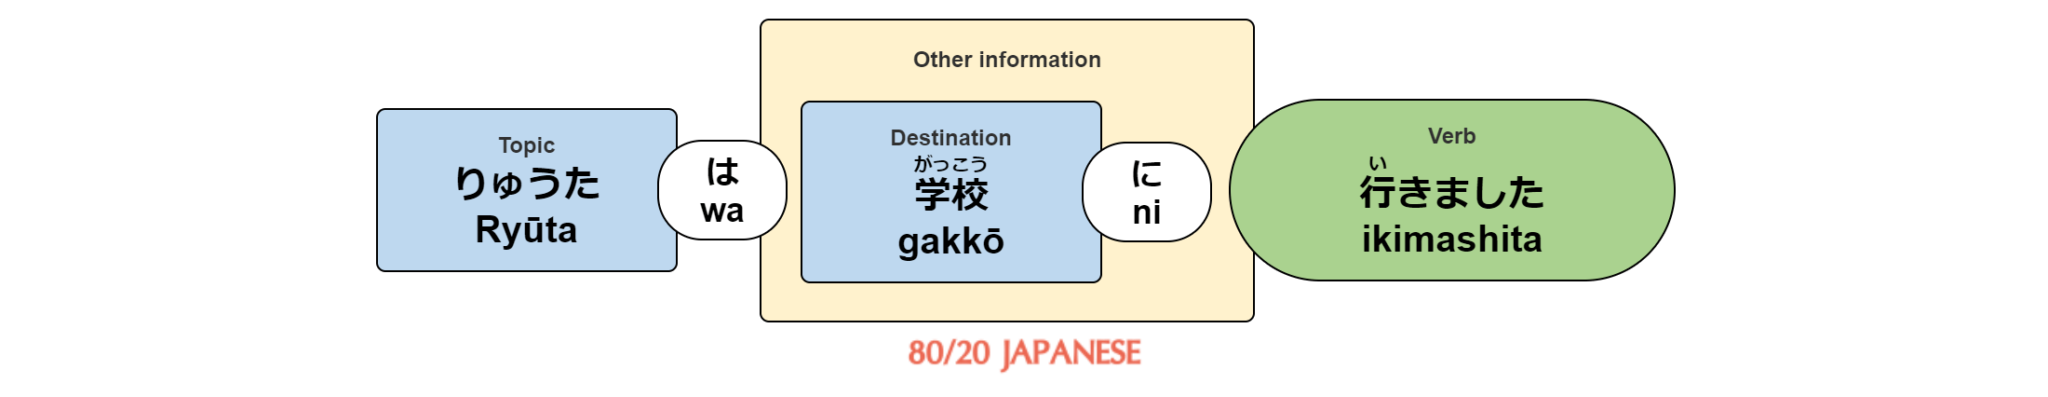 Topic
りゅうた
Ryūta
は
wa
Other information
Destination
がっこう
学校
gakkō
に
ni
Verb
い
行きました
ikimashita
80/20 JAPANESE